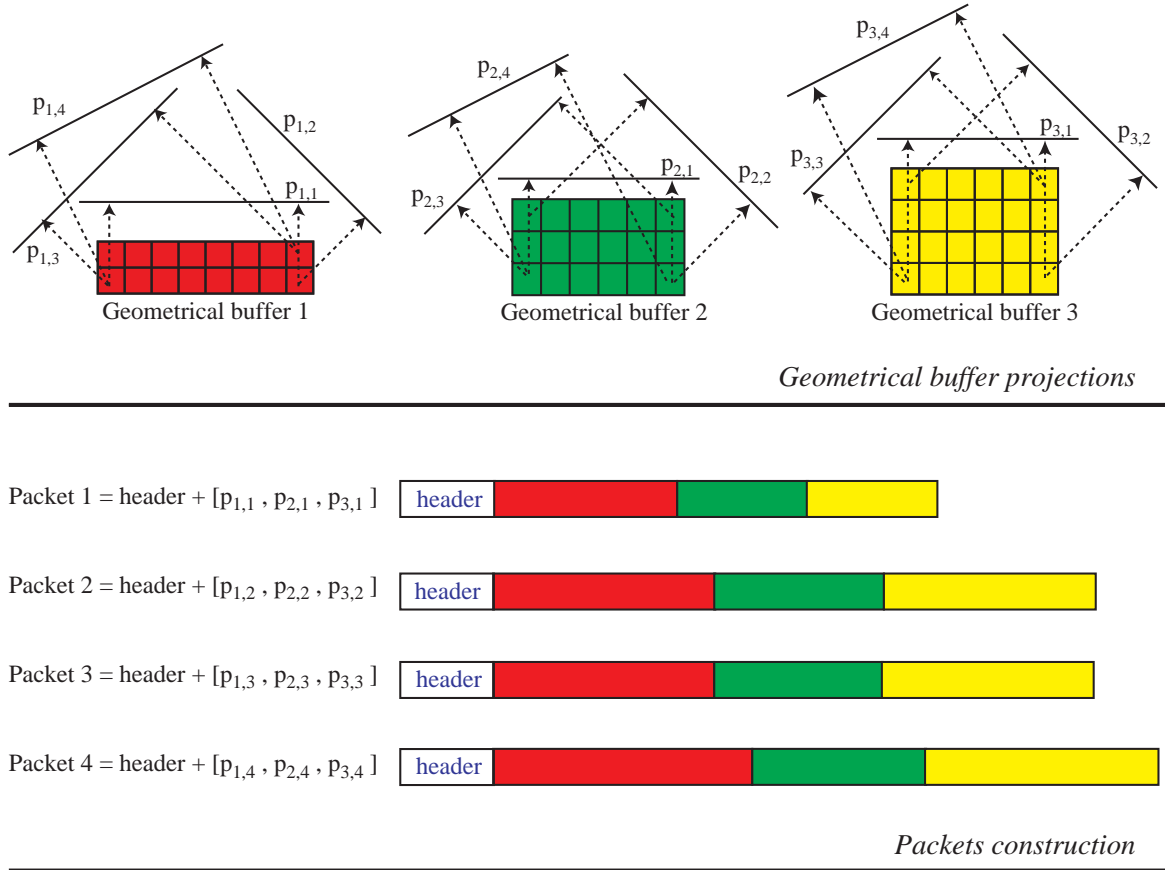 p1,4
p1,2
p1,1
p1,3
Geometrical buffer 1
p2,4
p2,1
p2,2
p2,3
Geometrical buffer 2
p3,4
p3,1
p3,2
p3,3
Geometrical buffer 3
Geometrical buffer projections
Packet 1 = header + [p1,1 , p2,1 , p3,1 ]
header
Packet 2 = header + [p1,2 , p2,2 , p3,2 ]
header
Packet 3 = header + [p1,3 , p2,3 , p3,3 ]
header
Packet 4 = header + [p1,4 , p2,4 , p3,4 ]
header
Packets construction